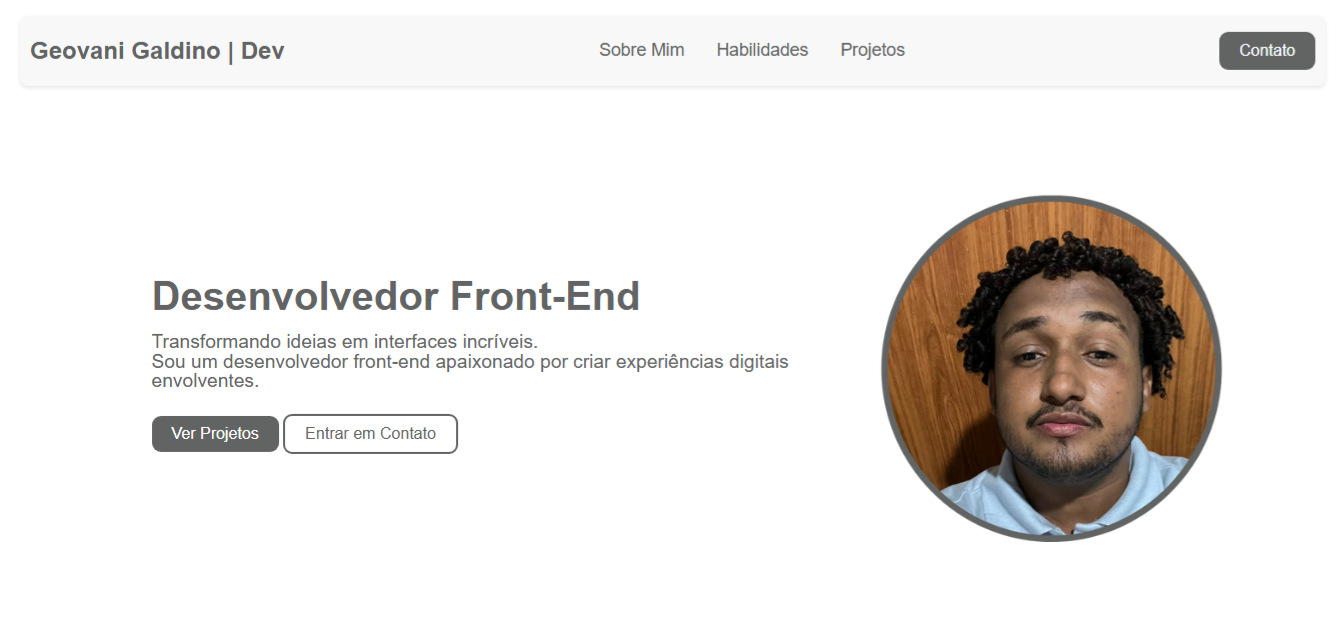 Geovani Galdino | Dev
Sobre Mim
Habilidades
Projetos
Contato
Desenvolvedor Front-End
Transformando ideias em interfaces incríveis.
Sou um desenvolvedor front-end apaixonado por criar experiências digitais
envolventes.
Ver Projetos
Entrar em Contato